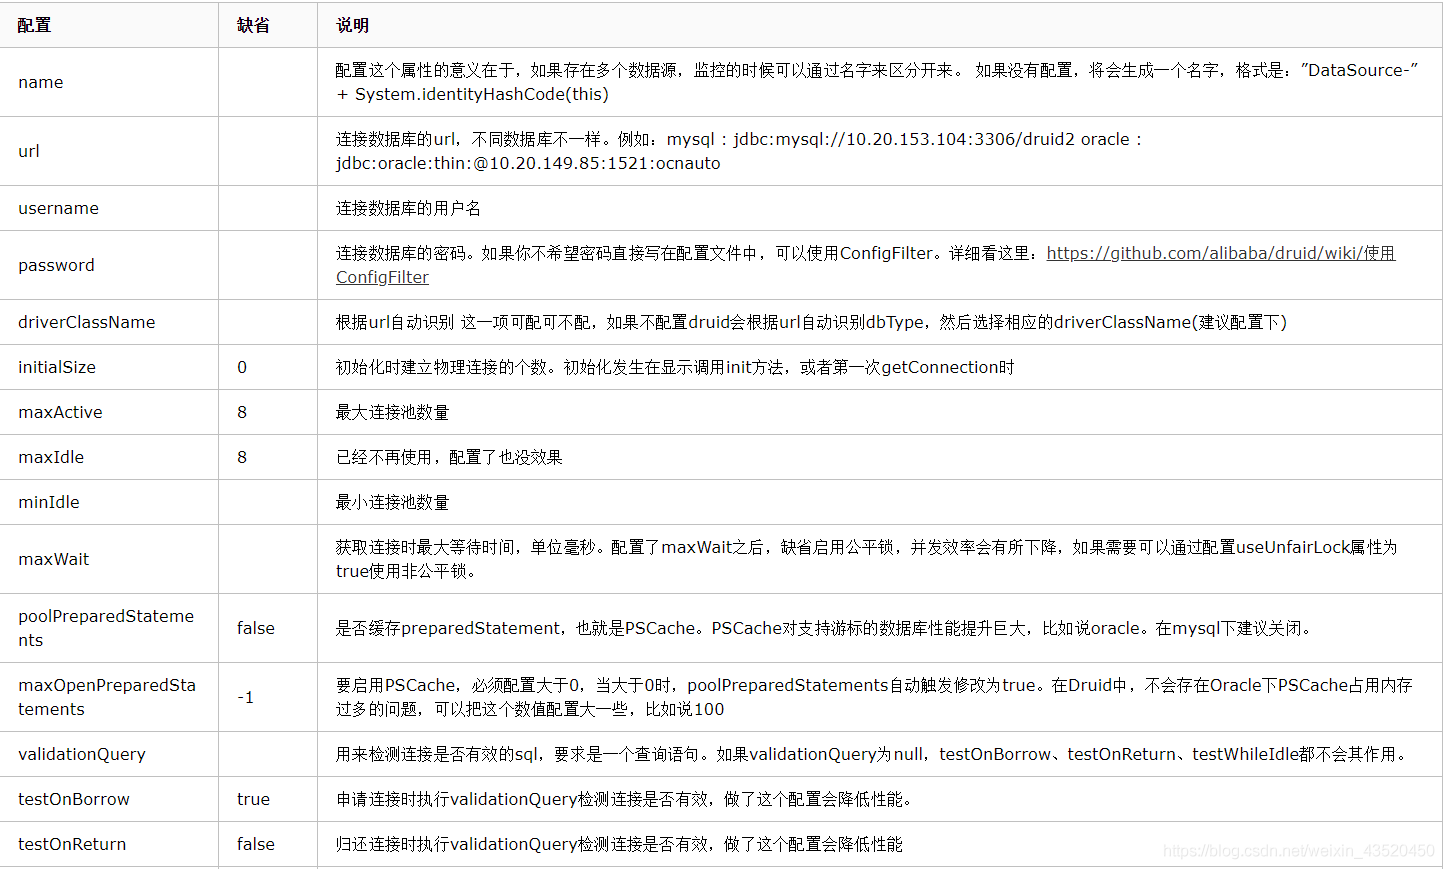 配置 缺省 说明
name
配置这个属性的意义在于，如果存在多个数据源，监控的时候可以通过名字来区分开来。 如果没有配置，将会生成一个名字，格式是：”DataSource-”
+ System.identityHashCode(this)
url
连接数据库的url，不同数据库不一样。例如：mysql : jdbc:mysql://10.20.153.104:3306/druid2 oracle :
jdbc:oracle:thin:@10.20.149.85:1521:ocnauto
username 连接数据库的用户名
password
连接数据库的密码。如果你不希望密码直接写在配置文件中，可以使用ConfigFilter。详细看这里：https://github.com/alibaba/druid/wiki/使用
ConfigFilter
driverClassName 根据url自动识别 这一项可配可不配，如果不配置druid会根据url自动识别dbType，然后选择相应的driverClassName(建议配置下)
initialSize 0 初始化时建立物理连接的个数。初始化发生在显示调用init方法，或者第一次getConnection时
maxActive 8 最大连接池数量
maxIdle 8 已经不再使用，配置了也没效果
minIdle 最小连接池数量
maxWait
获取连接时最大等待时间，单位毫秒。配置了maxWait之后，缺省启用公平锁，并发效率会有所下降，如果需要可以通过配置useUnfairLock属性为
true使用非公平锁。
poolPreparedStateme
nts
false 是否缓存preparedStatement，也就是PSCache。PSCache对支持游标的数据库性能提升巨大，比如说oracle。在mysql下建议关闭。
maxOpenPreparedSta
tements
-1
要启用PSCache，必须配置大于0，当大于0时，poolPreparedStatements自动触发修改为true。在Druid中，不会存在Oracle下PSCache占用内存
过多的问题，可以把这个数值配置大一些，比如说100
validationQuery 用来检测连接是否有效的sql，要求是一个查询语句。如果validationQuery为null，testOnBorrow、testOnReturn、testWhileIdle都不会其作用。
testOnBorrow true 申请连接时执行validationQuery检测连接是否有效，做了这个配置会降低性能。
testOnReturn false 归还连接时执行validationQuery检测连接是否有效，做了这个配置会降低性能
https://blog.csdn.net/weixin_43520450